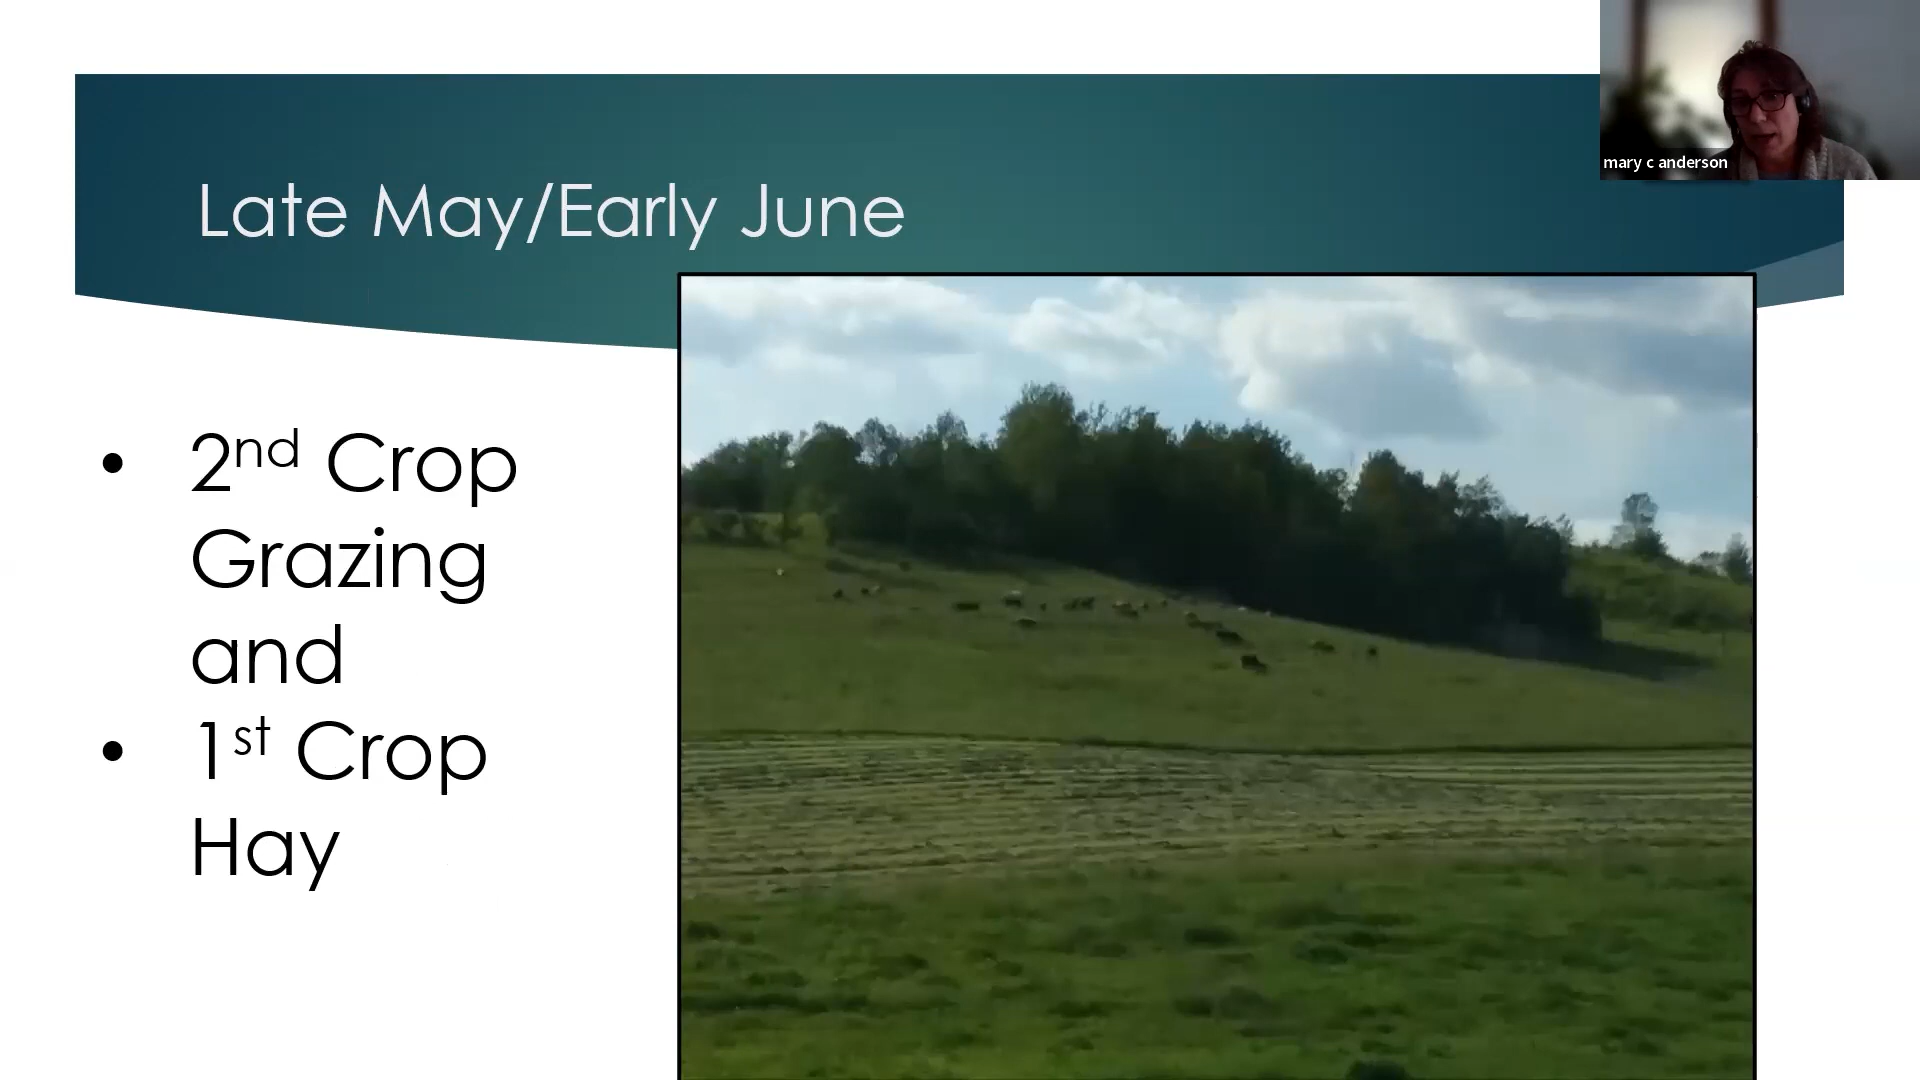 mary c anderson
Late May/Early June
• 2nd Crop
Grazing
and
• 1st Crop
Hay